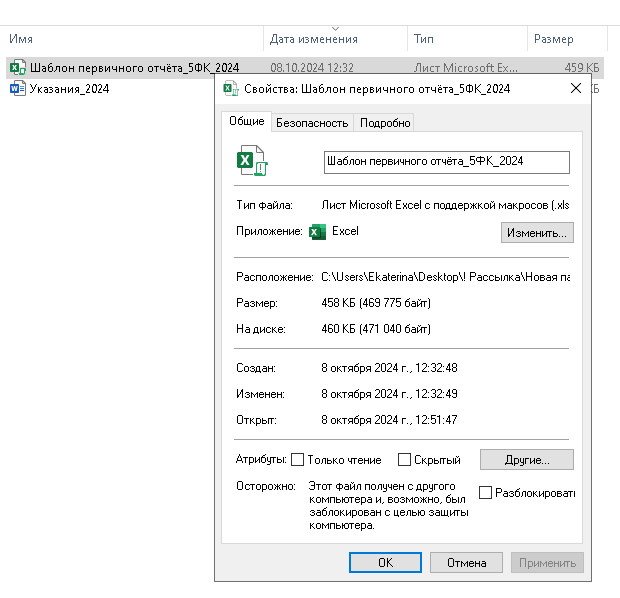 Имя Дата изменения Тип Размер
Шаблон первичного отчёта_5ФК_2024 08.10.2024 12:32 Лист Microsoft Ex... 459 КБ
Указания_2024 КБ
Свойства: Шаблон первичного отчёта_5ФК_2024
Общие Безопасность Подробно
Шаблон первичного отчёта_5ФК_2024
Тип файла: Лист Microsoft Excel с поддержкой макросов (.xls
Приложение: Excel Изменить...
Расположение: C:\Users\Ekaterina\Desktop\! Рассылка\Новая па
Размер: 458 КБ (469 775 байт)
На диске: 460 КБ (471 040 байт)
Создан: 8 октября 2024 г., 12:32:48
Изменен: 8 октября 2024 г., 12:32:49
Открыт: 8 октября 2024 г., 12:51:47
Атрибуты: Только чтение Скрытый Другие...
Осторожно: Этот файл получен с другого
компьютера и, возможно, был
заблокирован с целью защиты
компьютера.
Разблокироват
ОК Отмена Применить